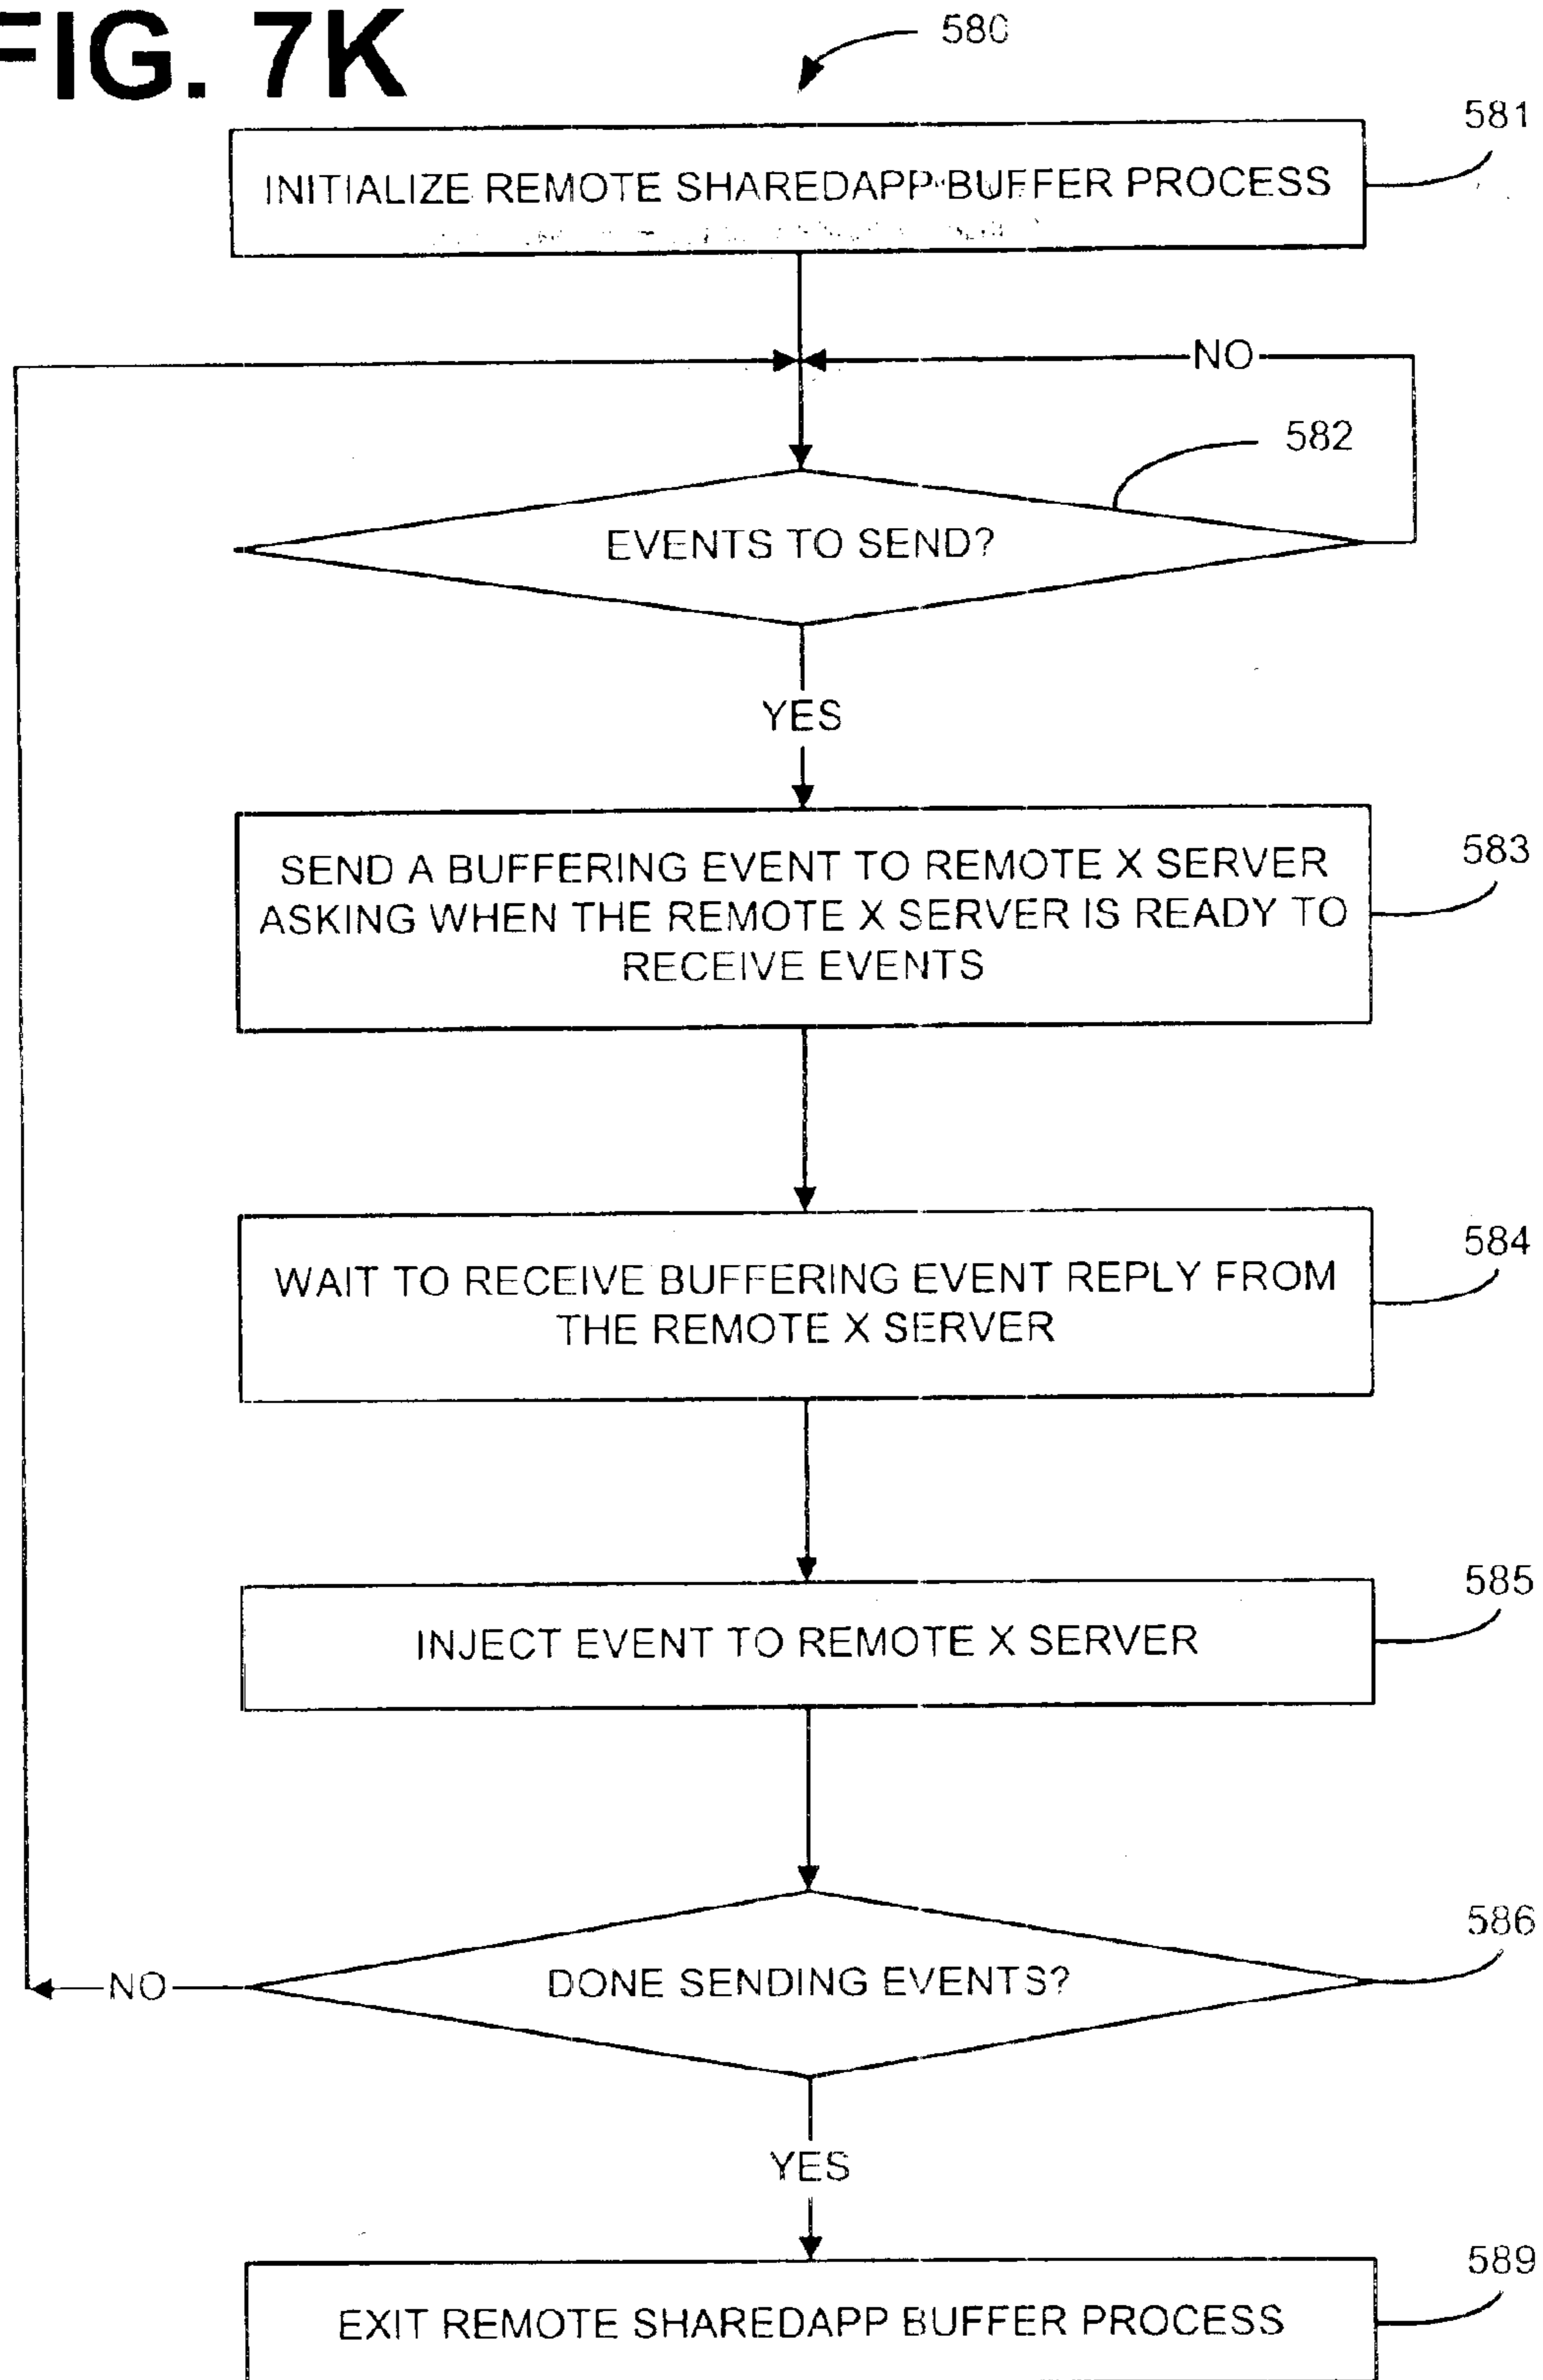 FIG. 7K
580
581
INITIALIZE REMOTE SHAREDAPP BUFFER PROCESS
NO
582
EVENTS TO SEND?
YES
583
SEND A BUFFERING EVENT TO REMOTE X SERVER
ASKING WHEN THE REMOTE X SERVER IS READY TO
RECEIVE EVENTS
584
WAIT TO RECEIVE BUFFERING EVENT REPLY FROM
THE REMOTE X SERVER
585
INJECT EVENT TO REMOTE X SERVER
586
DONE SENDING EVENTS?
NO
YES
589
EXIT REMOTE SHAREDAPP BUFFER PROCESS